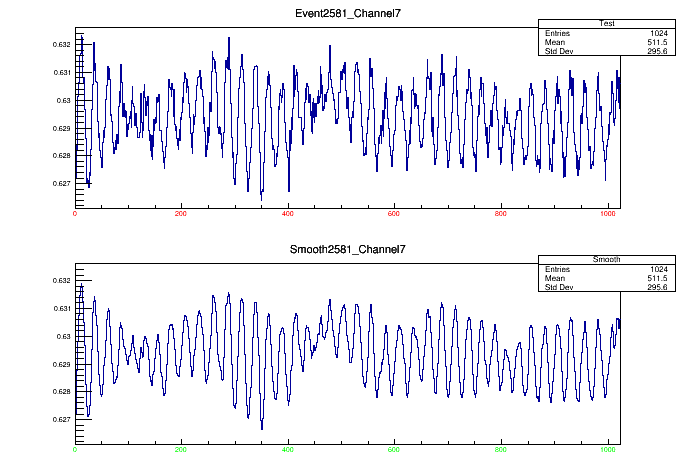 Event2581_Channel7
Test
Entries 1024
Mean 511.5
Std Dev 295.6
0.632
0.631
0.63
0.629
0.628
0.627
0 200 400 600 800 1000
Smooth2581_Channel7
Smooth
Entries 1024
Mean 511.5
Std Dev 295.6
0.632
0.631
0.63
0.629
0.628
0.627
0 200 400 600 800 1000